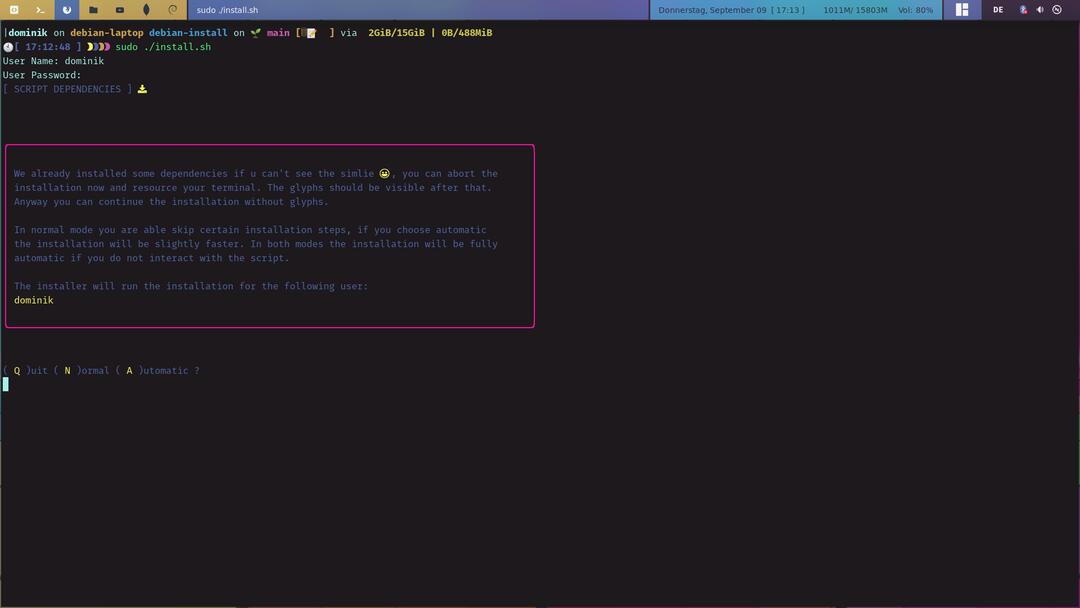 sudo ./install.sh
Donnerstag, September 09 [ 17:13 ] 1011M/ 15803M Vol: 80%
DE
dominik on debian-laptop debian-install on 🌱 main [📝 ] via 2GiB/15GiB | 0B/488MiB
[ 17:12:48 ] sudo ./install.sh
User Name: dominik
User Password:
[ SCRIPT DEPENDENCIES ]
We already installed some dependencies if u can't see the simlie 😀, you can abort the
installation now and resource your terminal. The glyphs should be visible after that.
Anyway you can continue the installation without glyphs.
In normal mode you are able skip certain installation steps, if you choose automatic
the installation will be slightly faster. In both modes the installation will be fully
automatic if you do not interact with the script.
The installer will run the installation for the following user:
dominik
( Q )uit ( N )ormal ( A )utomatic ?